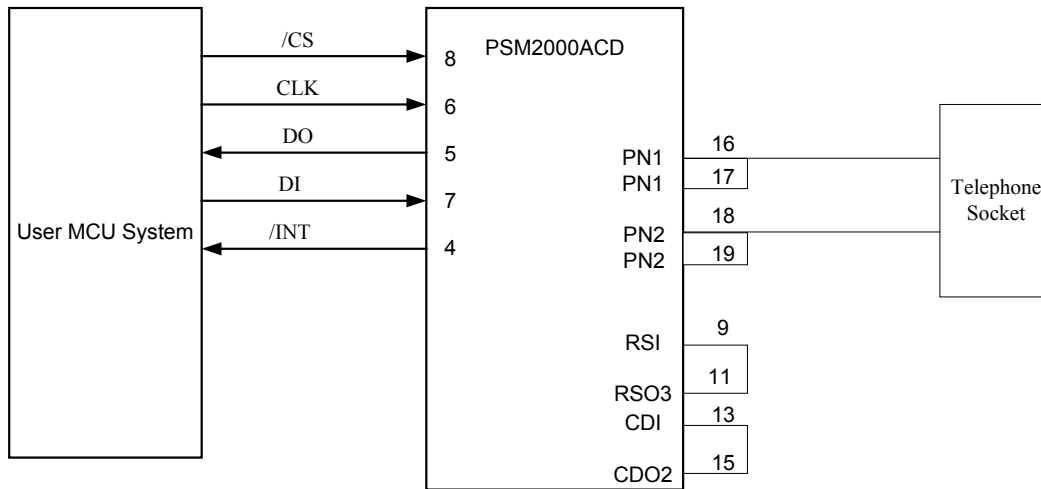 /CS
CLK
DO
DI
/INT
User MCU System
PSM2000ACD
8
6
5
7
4
PN1
16
PN1
17
PN2
18
PN2
19
RSI
9
RSO3
11
CDI
13
CDO2
15
Telephone
Socket